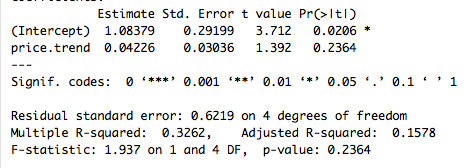 Estimate Std. Error t value Pr(>|t|)
(Intercept) 1.08379 0.29199 3.712 0.0206 *
price.trend 0.04226 0.03036 1.392 0.2364
---
Signif. codes: 0 ‘***’ 0.001 ‘**’ 0.01 ‘*’ 0.05 ‘.’ 0.1 ‘ ’ 1
Residual standard error: 0.6219 on 4 degrees of freedom
Multiple R-squared: 0.3262, Adjusted R-squared: 0.1578
F-statistic: 1.937 on 1 and 4 DF, p-value: 0.2364